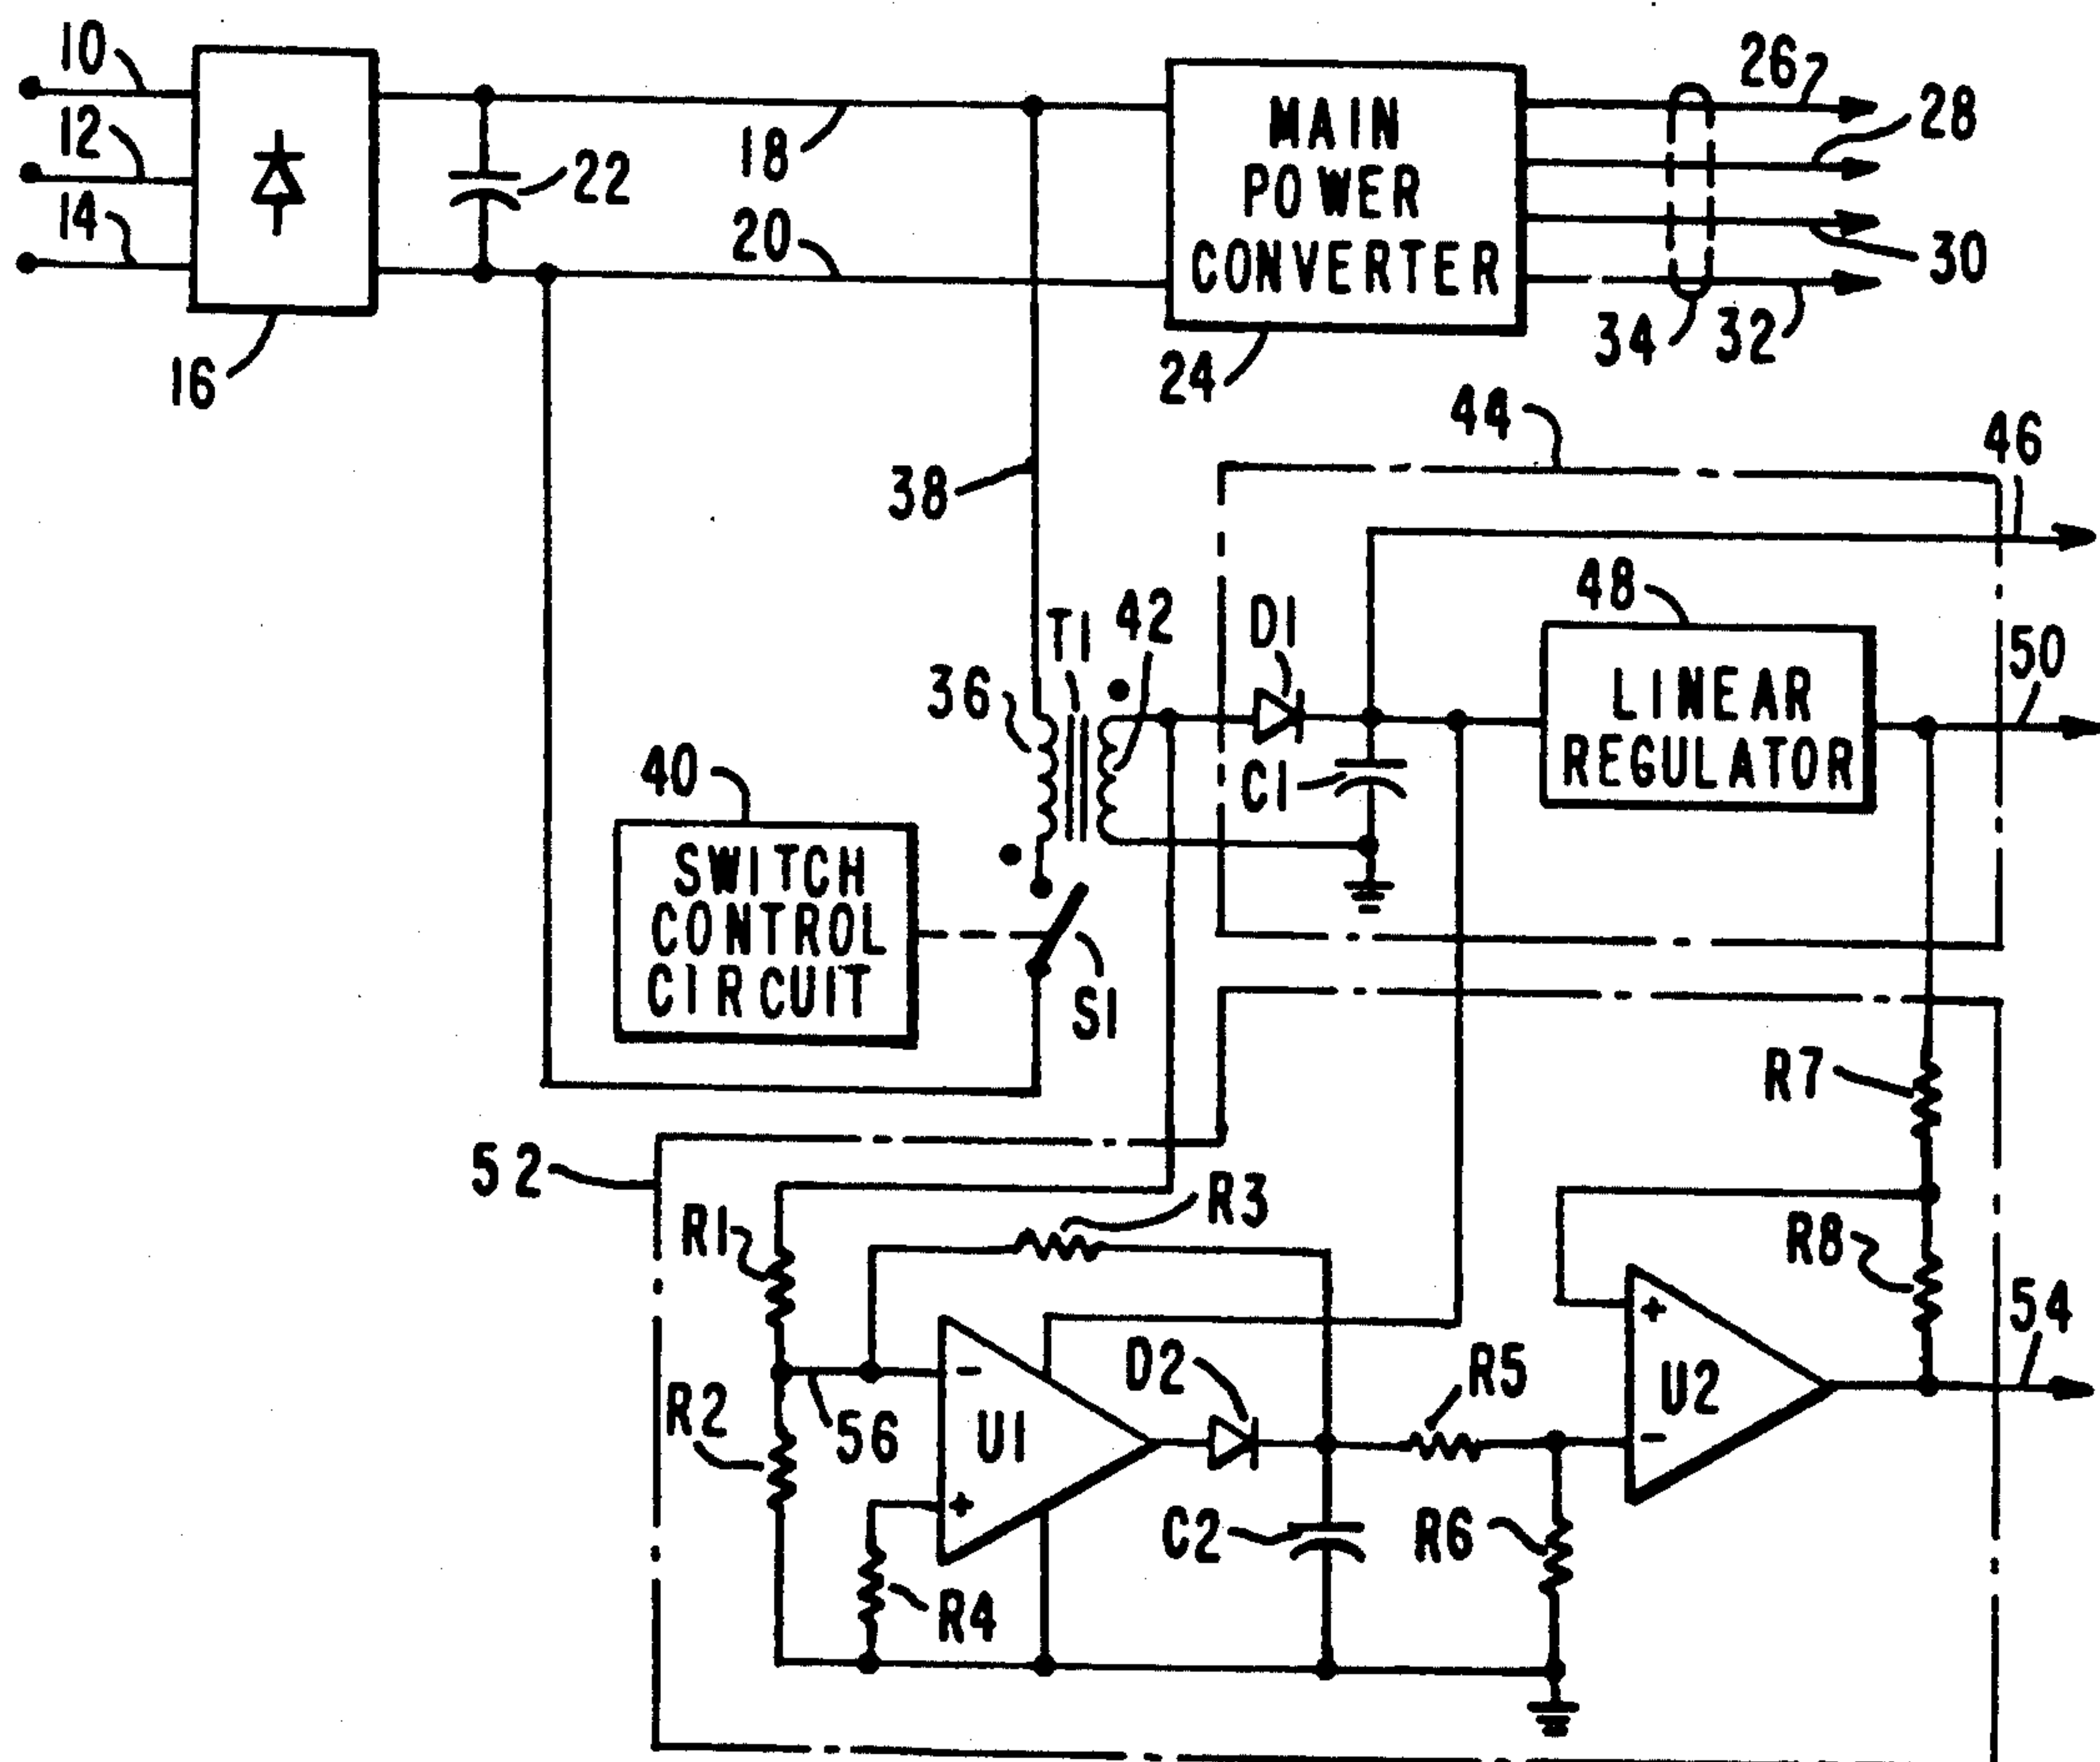 10
12
14
16
22
18
20
MAIN
POWER
CONVERTER
24
26
28
30
32
34
38
44
46
48
50
T1
42
36
D1
C1
LINEAR
REGULATOR
40
SWITCH
CONTROL
CIRCUIT
S1
52
R1
R2
R3
56
-
U1
+
R4
D2
C2
R5
R6
R7
R8
+
U2
-
54